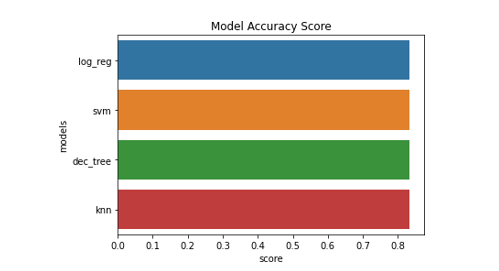 Model Accuracy Score
log_reg
svm
dec_tree
knn
models
0.0 0.1 0.2 0.3 0.4 0.5 0.6 0.7 0.8
score